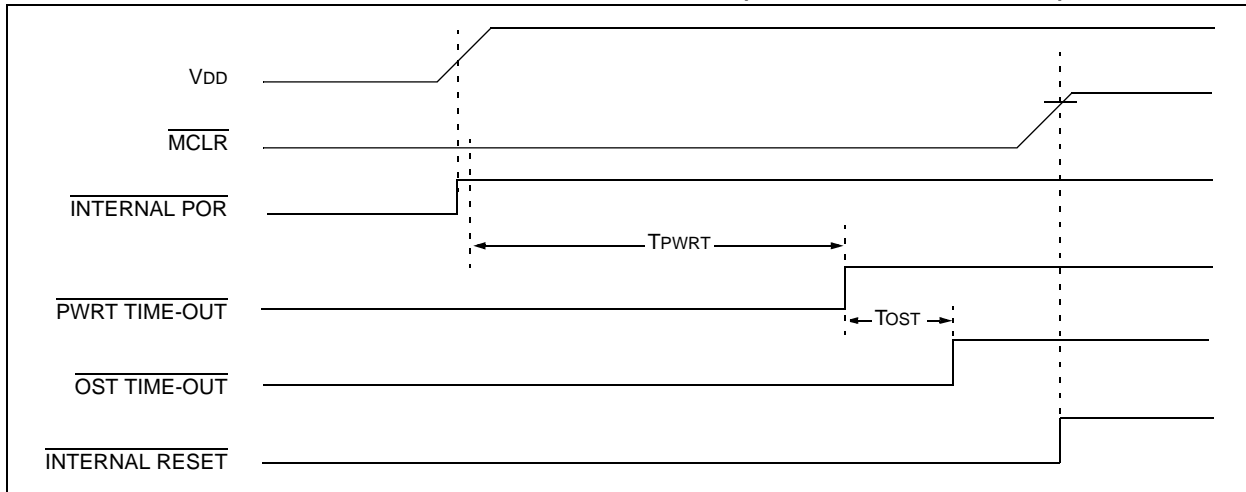 VDD
MCLR
INTERNAL POR
TPWRT
PWRT TIME-OUT
TOST
OST TIME-OUT
INTERNAL RESET